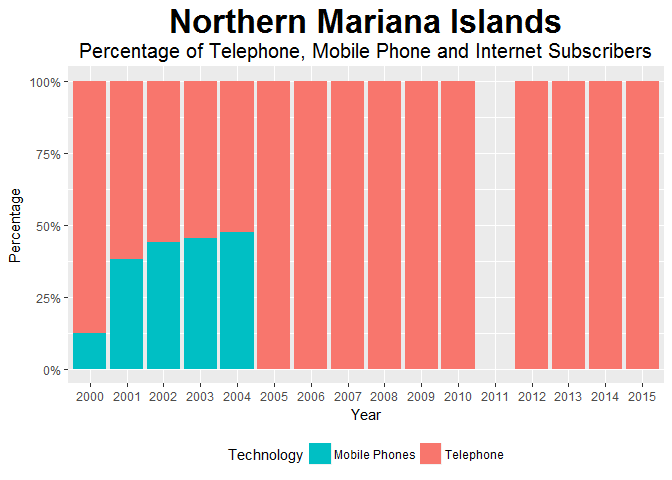 Northern Mariana Islands
Percentage of Telephone, Mobile Phone and Internet Subscribers
100%
75%
50%
25%
0%
Percentage
2000 2001 2002 2003 2004 2005 2006 2007 2008 2009 2010 2011 2012 2013 2014 2015
Year
Technology Mobile Phones Telephone